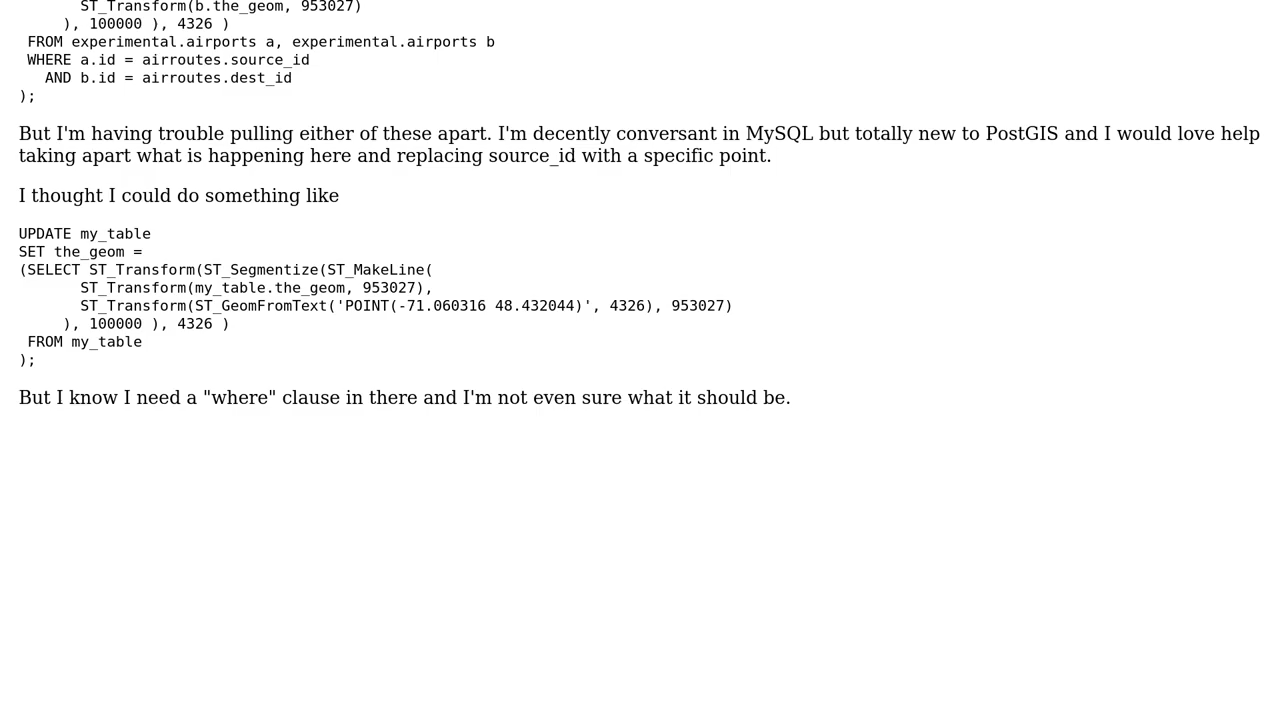 ST_Transform(b.the_geom, 953027)
), 100000 ), 4326 )
FROM experimental.airports a, experimental.airports b
WHERE a.id = airroutes.source_id
AND b.id = airroutes.dest_id
);
But I'm having trouble pulling either of these apart. I'm decently conversant in MySQL but totally new to PostGIS and I would love help
taking apart what is happening here and replacing source_id with a specific point.
I thought I could do something like
UPDATE my_table
SET the_geom =
(SELECT ST_Transform(ST_Segmentize(ST_MakeLine(
ST_Transform(my_table.the_geom, 953027),
ST_Transform(ST_GeomFromText('POINT(-71.060316 48.432044)', 4326), 953027)
), 100000 ), 4326 )
FROM my_table
);
But I know I need a "where" clause in there and I'm not even sure what it should be.